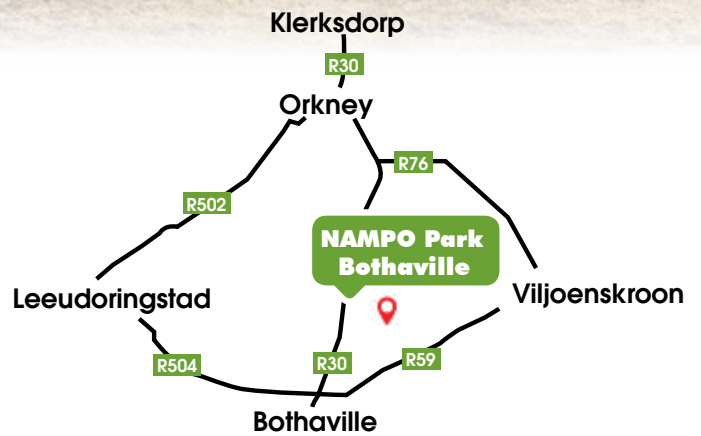 Klerksdorp
R30
Orkney
R76
R502
NAMPO Park
Bothaville
Leeudoringstad
Viljoenskroon
R504
R30
R59
Bothaville